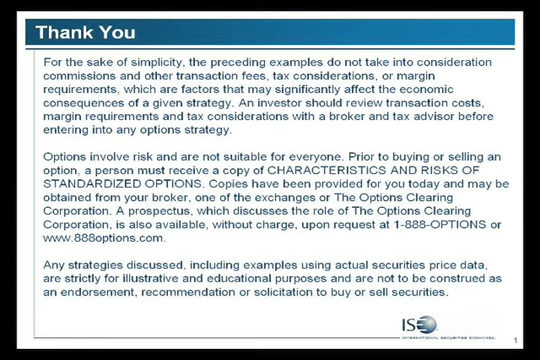 Thank You
For the sake of simplicity, the preceding examples do not take into consideration
commissions and other transaction fees, tax considerations, or margin
requirements, which are factors that may significantly affect the economic
consequences of a given strategy. An investor should review transaction costs,
margin requirements and tax considerations with a broker and tax advisor before
entering into any options strategy.
Options involve risk and are not suitable for everyone. Prior to buying or selling an
option, a person must receive a copy of CHARACTERISTICS AND RISKS OF
STANDARDIZED OPTIONS. Copies have been provided for you today and may be
obtained from your broker, one of the exchanges or The Options Clearing
Corporation. A prospectus, which discusses the role of The Options Clearing
Corporation, is also available, without charge, upon request at 1-888-OPTIONS or
www.888options.com.
Any strategies discussed, including examples using actual securities price data,
are strictly for illustrative and educational purposes and are not to be construed as
an endorsement, recommendation or solicitation to buy or sell securities.
ISE
INTERNATIONAL SECURITIES EXCHANGE.
1